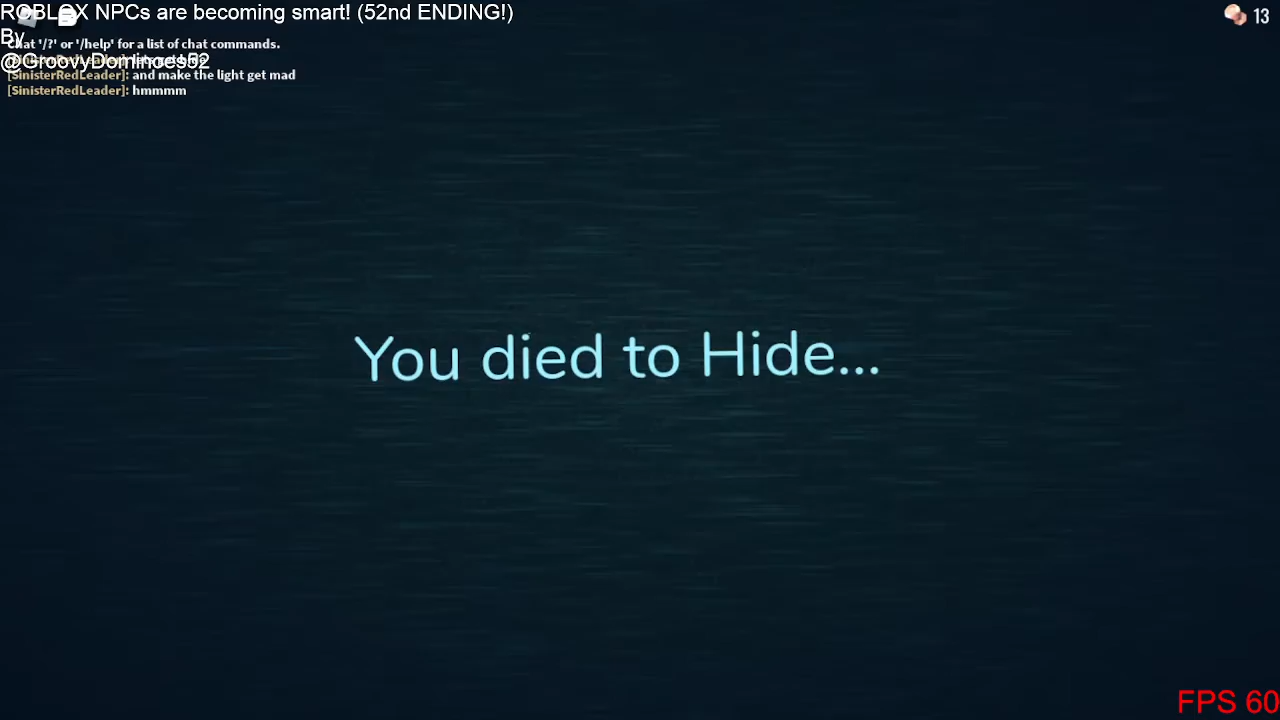 ROBLOX NPCs are becoming smart! (52nd ENDING!)
By
@GroovyDominoes52
13
Chat '/?' or '/help' for a list of chat commands.
[SinisterRedLeader]:
[SinisterRedLeader]: and make the light get mad
[SinisterRedLeader]: hmmmm
You died to Hide...
FPS 60